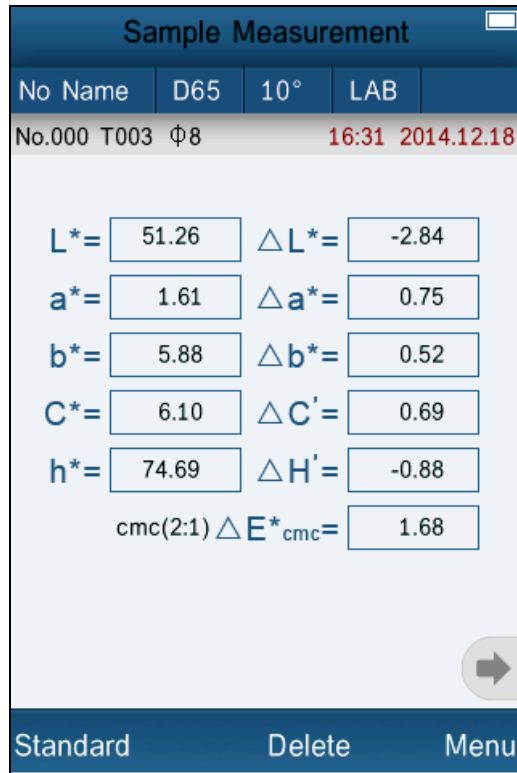 Sample Measurement
No Name D65 10° LAB
No.000 T003 Φ8 16:31 2014.12.18
L*= 51.26 △L*= -2.84
a*= 1.61 △a*= 0.75
b*= 5.88 △b*= 0.52
C*= 6.10 △C'= 0.69
h*= 74.69 △H'= -0.88
cmc(2:1) △E*cmc= 1.68
Standard Delete Menu